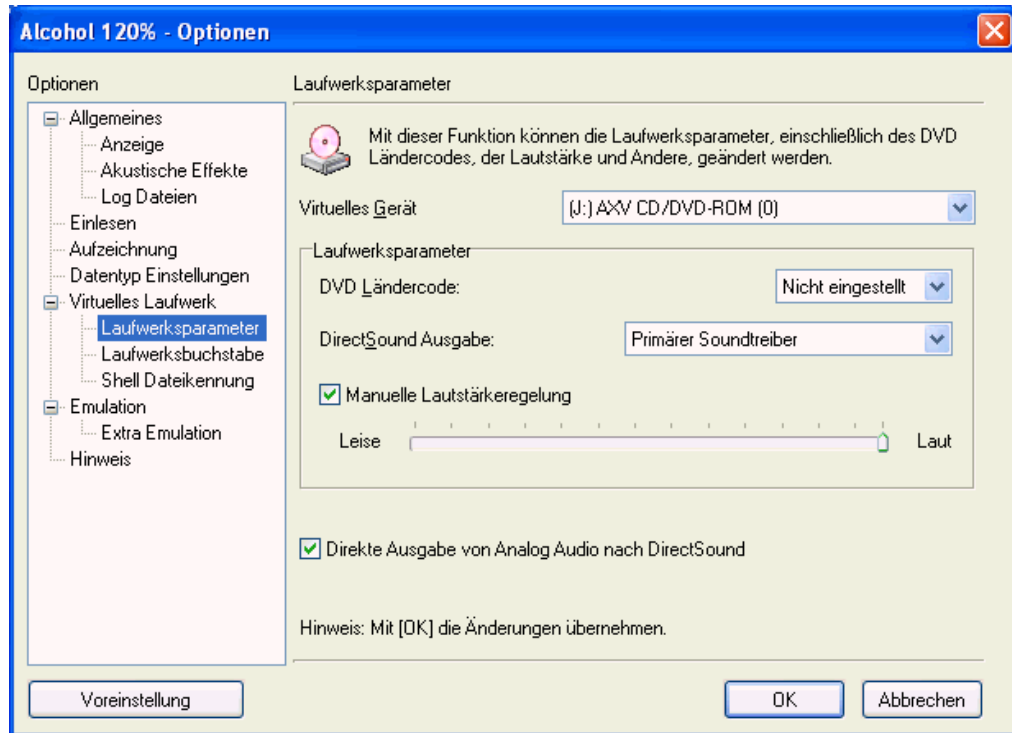 Alcohol 120% - Optionen
Optionen
Allgemeines
Anzeige
Akustische Effekte
Log Dateien
Einlesen
Aufzeichnung
Datentyp Einstellungen
Virtuelles Laufwerk
Laufwerksparameter
Laufwerksbuchstabe
Shell Dateikennung
Emulation
Extra Emulation
Hinweis
Laufwerksparameter
Mit dieser Funktion können die Laufwerksparameter, einschließlich des DVD
Ländercodes, der Lautstärke und Andere, geändert werden.
Virtuelles Gerät
(J:) AXV CD/DVD-ROM (0)
Laufwerksparameter
DVD Ländercode:
Nicht eingestellt
DirectSound Ausgabe:
Primärer Soundtreiber
Manuelle Lautstärkeregelung
Leise
Laut
Direkte Ausgabe von Analog Audio nach DirectSound
Hinweis: Mit [OK] die Änderungen übernehmen.
Voreinstellung
OK
Abbrechen